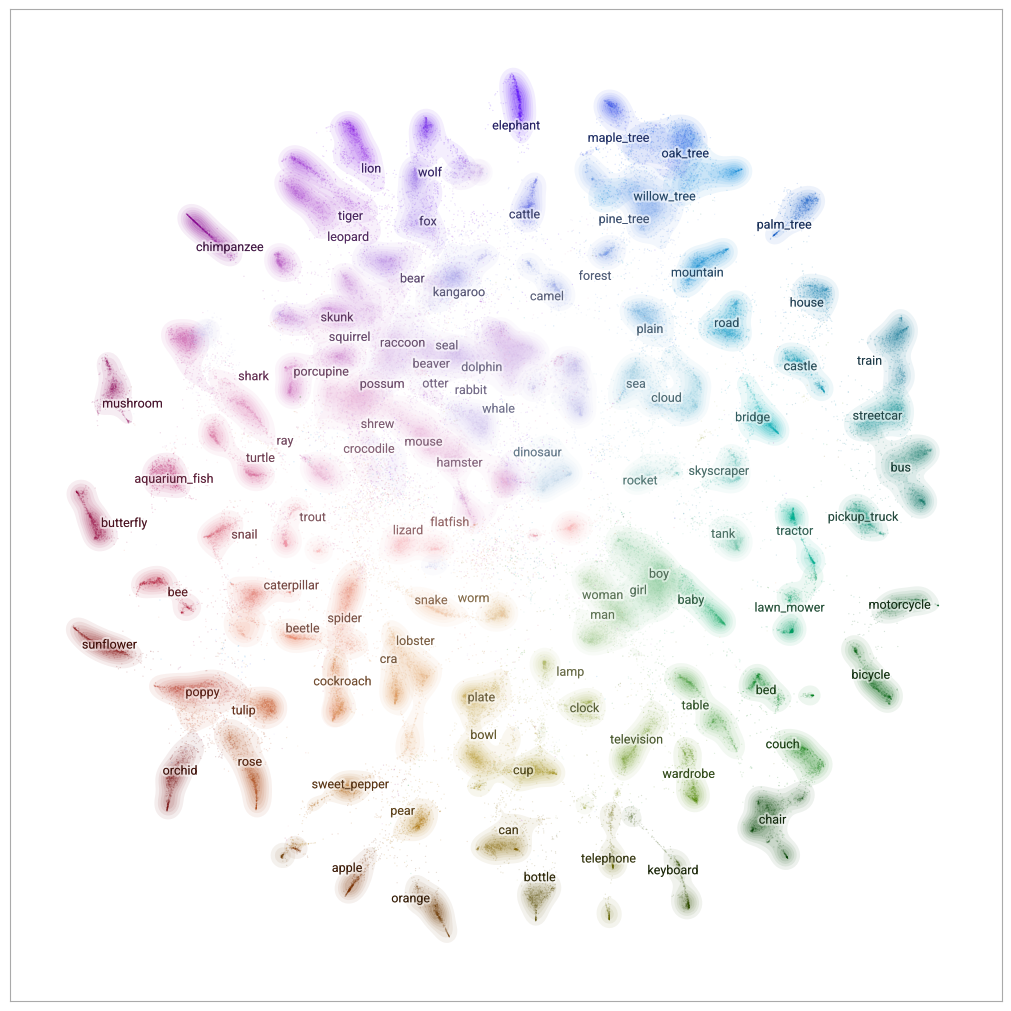 elephant
maple_tree
oak_tree
lion
wolf
willow_tree
tiger
cattle
fox
pine_tree
palm_tree
leopard
chimpanzee
bear
forest
mountain
kangaroo
camel
house
skunk
road
plain
squirrel
raccoon
seal
train
beaver
dolphin
castle
porcupine
shark
possum
otter
rabbit
sea
cloud
mushroom
whale
streetcar
bridge
shrew
ray
mouse
crocodile
dinosaur
turtle
hamster
bus
skyscraper
aquarium_fish
rocket
trout
pickup_truck
butterfly
flatfish
lizard
tractor
snail
tank
boy
caterpillar
girl
bee
woman
snake
worm
baby
motorcycle
lawn_mower
man
spider
beetle
lobster
sunflower
cra
lamp
bicycle
cockroach
bed
poppy
plate
table
clock
tulip
bowl
television
couch
rose
orchid
cup
wardrobe
sweet_pepper
pear
chair
can
telephone
apple
keyboard
bottle
orange